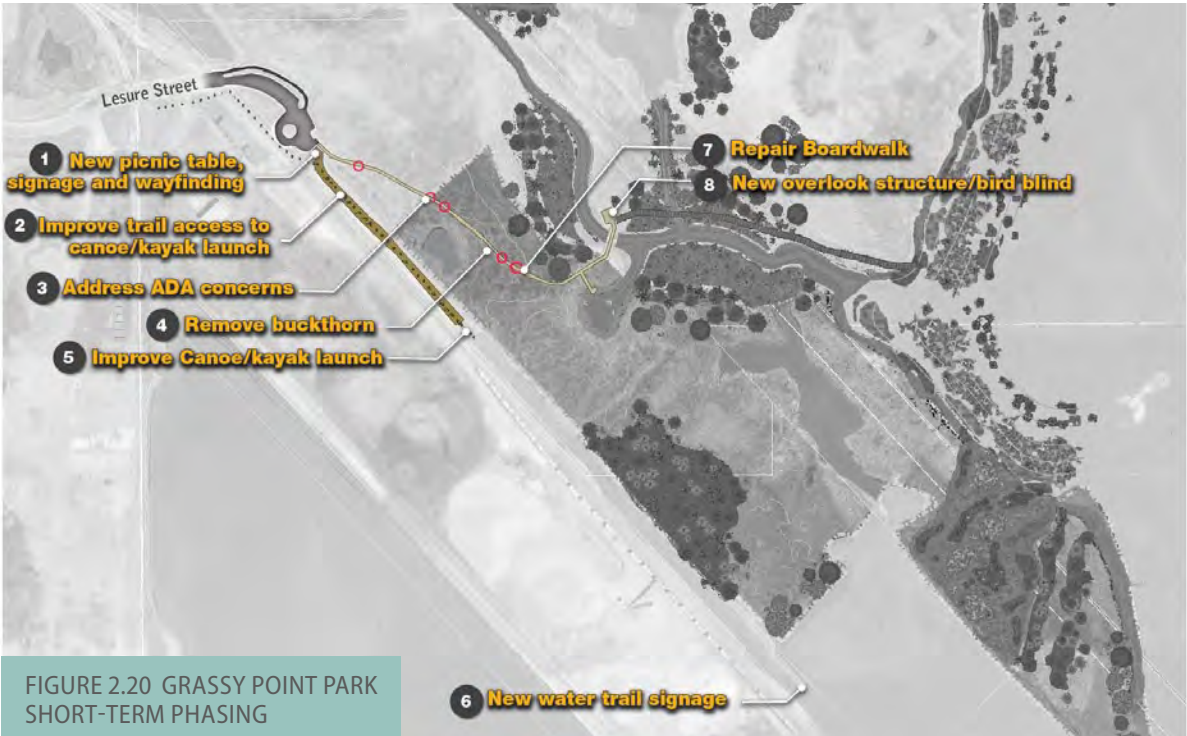 Lesure Street
1 New picnic table,
signage and wayfinding
2 Improve trail access to
canoe/kayak launch
3 Address ADA concerns
4 Remove buckthorn
5 Improve Canoe/kayak launch
7 Repair Boardwalk
8 New overlook structure/bird blind
6 New water trail signage
FIGURE 2.20 GRASSY POINT PARK
SHORT-TERM PHASING